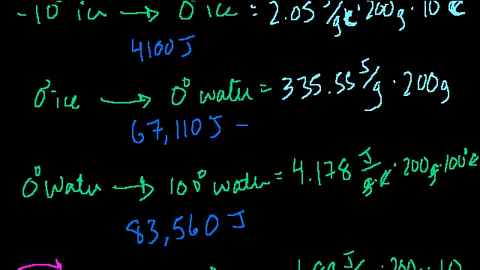 -10° ice → 0° ice = 2.05 J/g·K · 200g · 10 K
4100 J
0° ice → 0° water = 335.55 J/g · 200g
67,110 J -
0° Water → 100° water = 4.178 J/g·K · 200g · 100°K
83,560 J